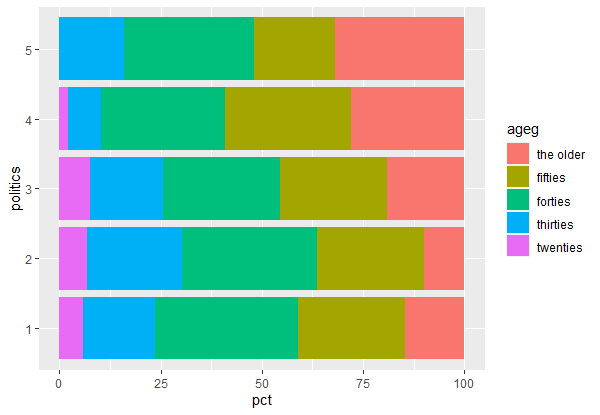 5
4
3
2
1
politics
0
25
50
75
100
pct
ageg
the older
fifties
forties
thirties
twenties